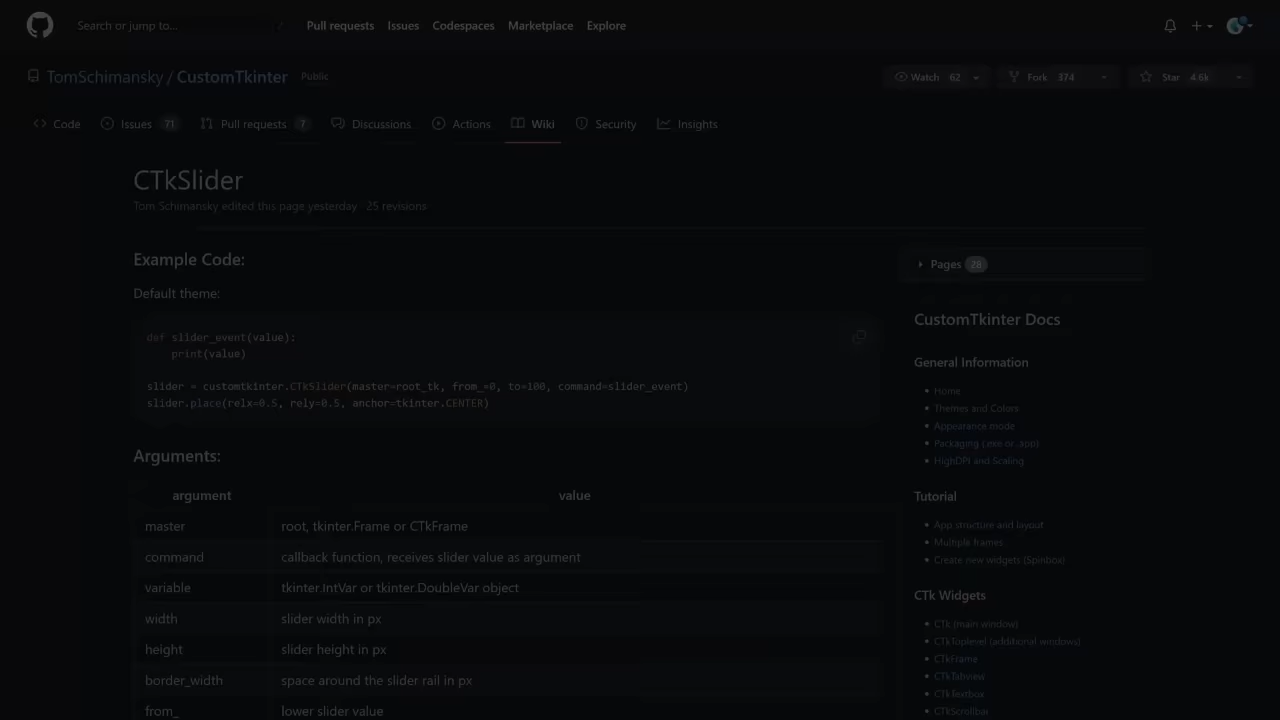 Search or jump to... /
Pull requests Issues Codespaces Marketplace Explore
TomSchimansky / CustomTkinter Public
Watch 62 Fork 374 Star 4.6k
Code Issues 71 Pull requests 7 Discussions Actions Wiki Security Insights
CTkSlider
Tom Schimansky edited this page yesterday · 25 revisions
Example Code:
Default theme:
def slider_event(value):
print(value)
slider = customtkinter.CTkSlider(master=root_tk, from_=0, to=100, command=slider_event)
slider.place(relx=0.5, rely=0.5, anchor=tkinter.CENTER)
Arguments:
argument value
master root, tkinter.Frame or CTkFrame
command callback function, receives slider value as argument
variable tkinter.IntVar or tkinter.DoubleVar object
width slider width in px
height slider height in px
border_width space around the slider rail in px
from_ lower slider value
Pages 28
CustomTkinter Docs
General Information
Home
Themes and Colors
Appearance mode
Packaging (.exe or .app)
HighDPI and Scaling
Tutorial
App structure and layout
Multiple frames
Create new widgets (Spinbox)
CTk Widgets
CTk (main window)
CTkToplevel (additional windows)
CTkFrame
CTkTabview
CTkTextbox
CTkScrollbar